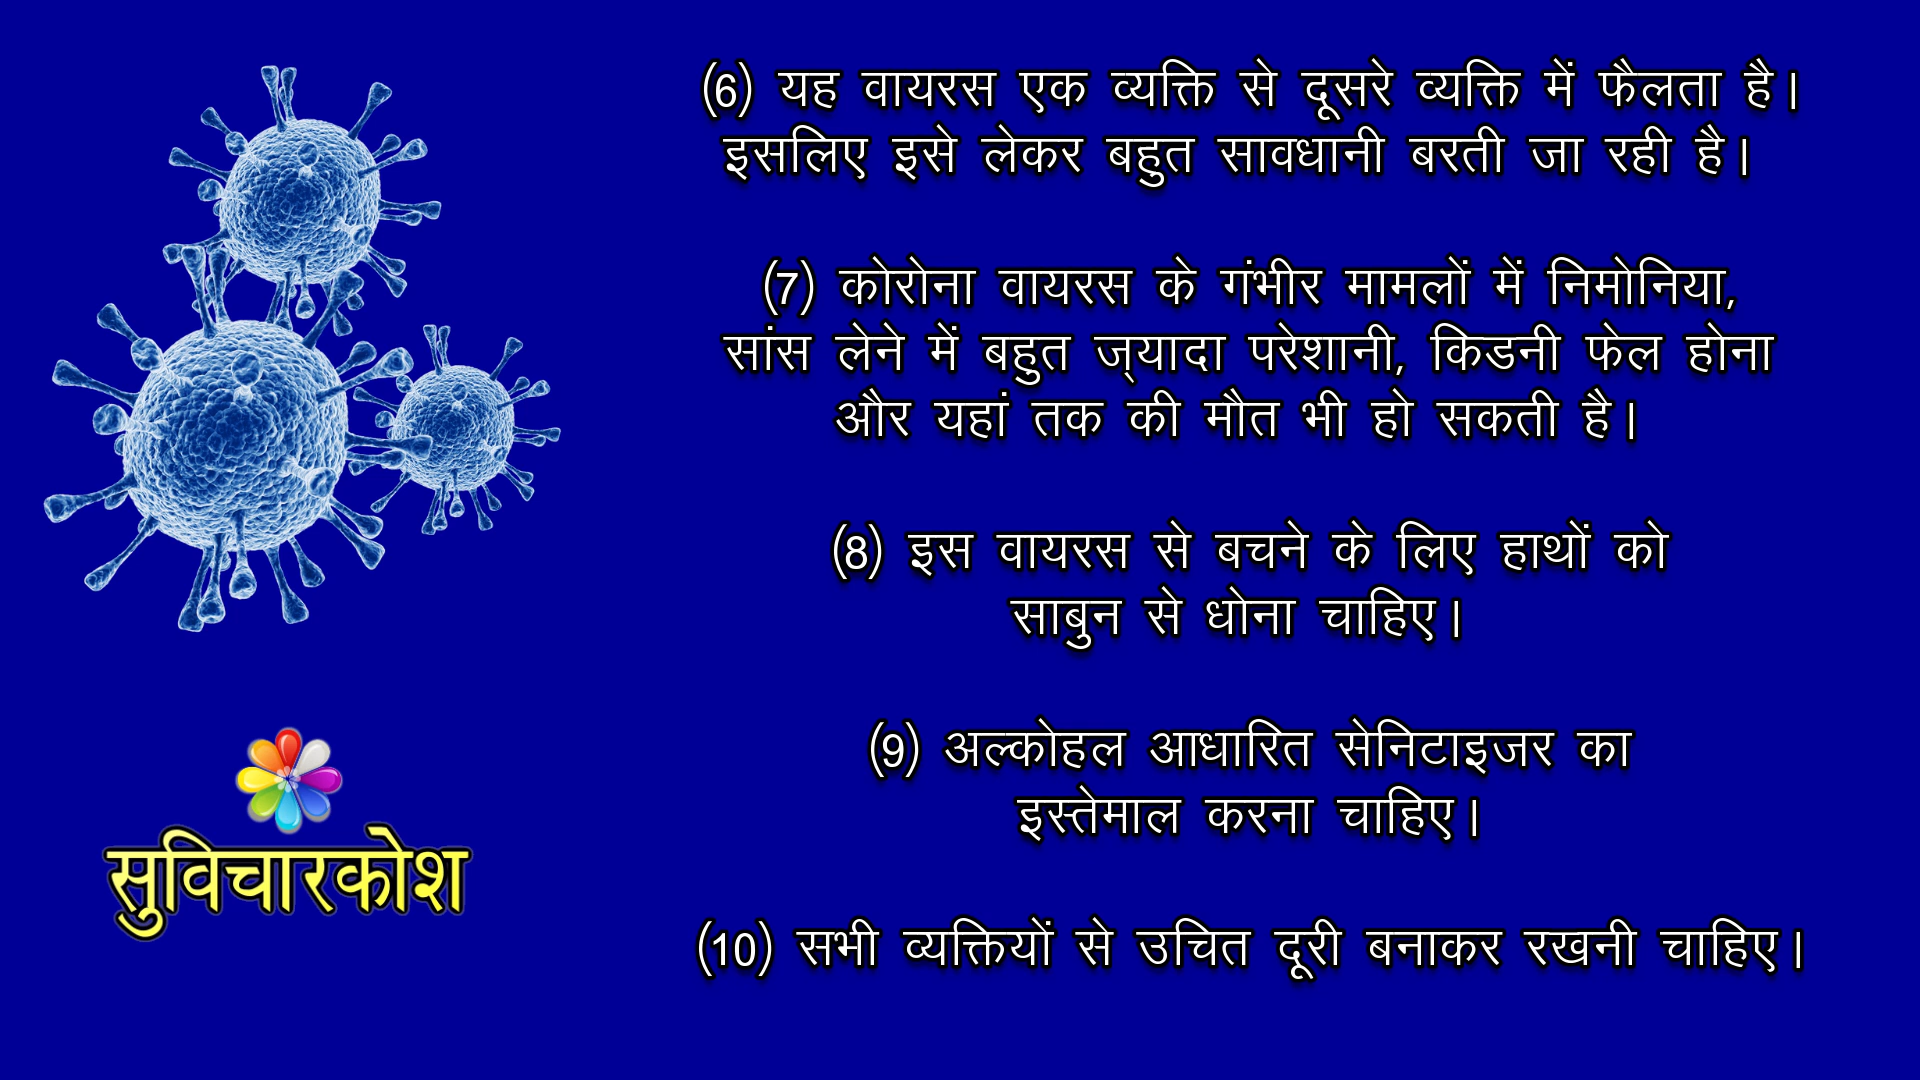 (6) यह वायरस एक व्यक्ति से दूसरे व्यक्ति में फैलता है।
इसलिए इसे लेकर बहुत सावधानी बरती जा रही है।
(7) कोरोना वायरस के गंभीर मामलों में निमोनिया,
सांस लेने में बहुत ज्‌यादा परेशानी, किडनी फेल होना
और यहां तक की मौत भी हो सकती है।
(8) इस वायरस से बचने के लिए हाथों को
साबुन से धोना चाहिए।
(9) अल्कोहल आधारित सेनिटाइजर का
इस्तेमाल करना चाहिए।
(10) सभी व्यक्तियों से उचित दूरी बनाकर रखनी चाहिए।
सुविचारकोश